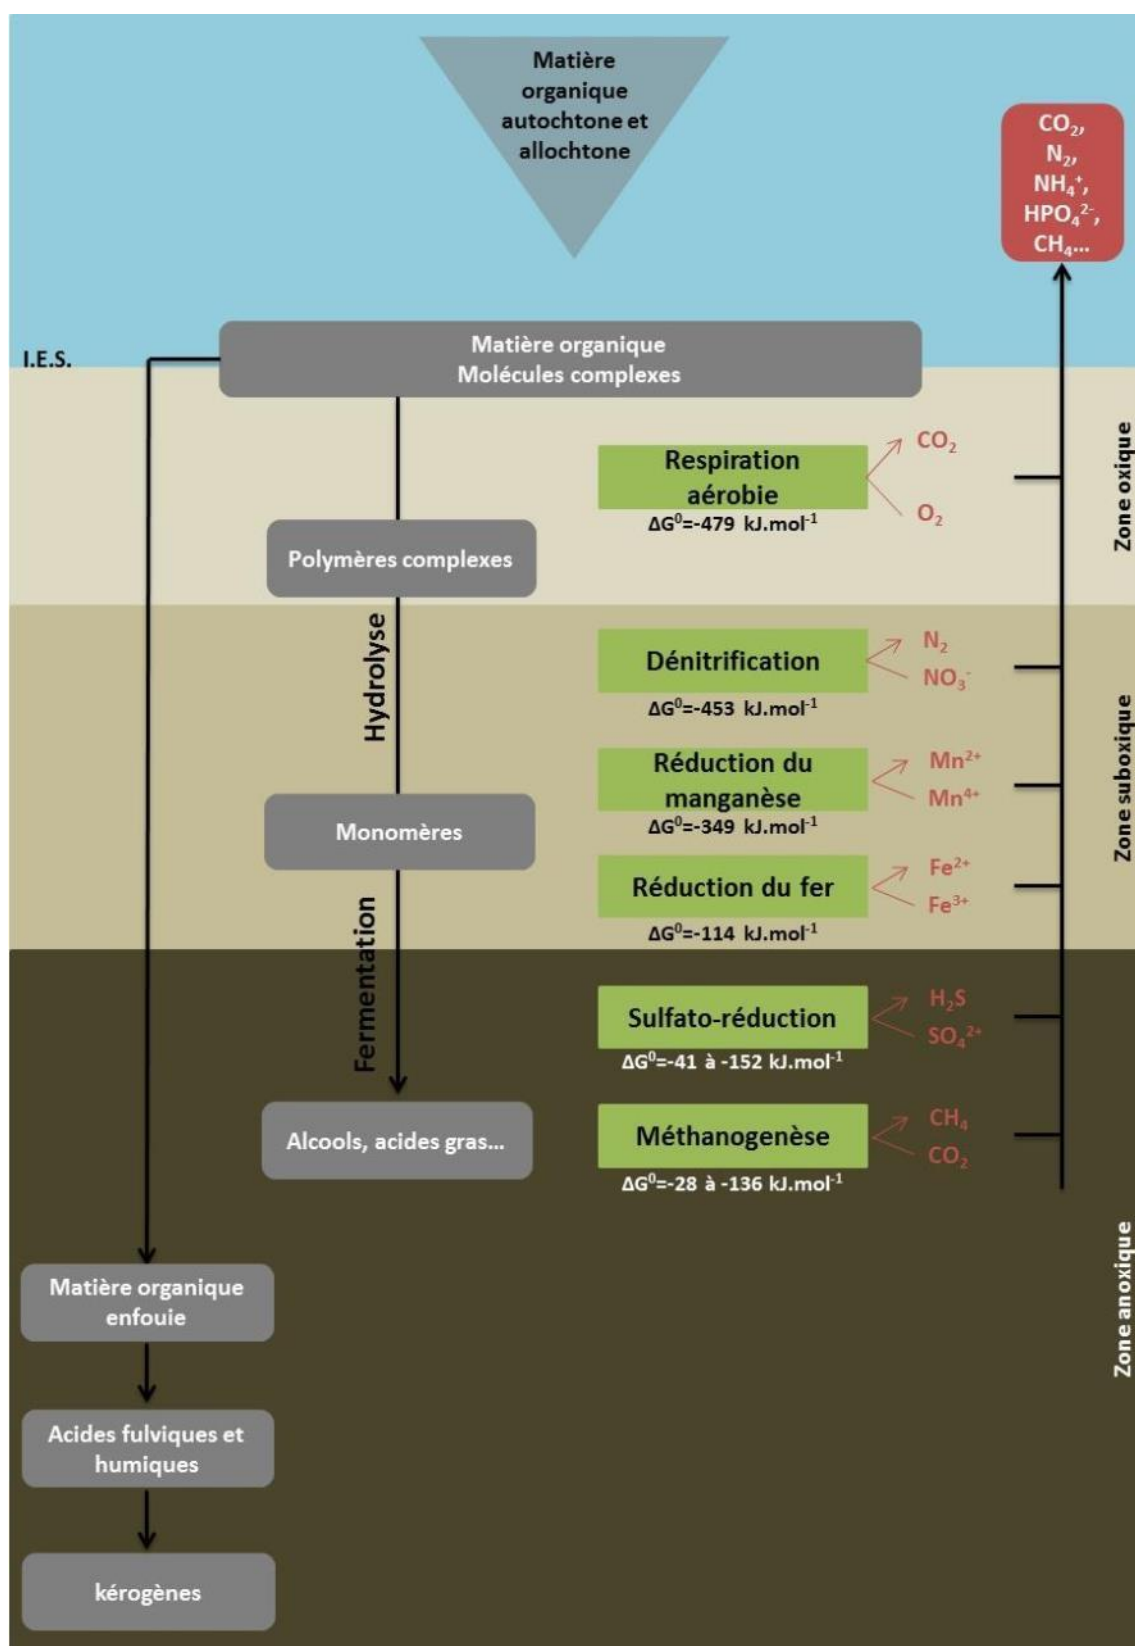 Matière
organique
autochtone et
allochtone
CO₂,
N₂,
NH₄⁺,
HPO₄²⁻,
CH₄...
I.E.S.
Matière organique
Molécules complexes
Respiration
aérobie
ΔG⁰=-479 kJ.mol⁻¹
CO₂
O₂
Zone oxique
Polymères complexes
Hydrolyse
Dénitrification
ΔG⁰=-453 kJ.mol⁻¹
N₂
NO₃⁻
Réduction du
manganèse
ΔG⁰=-349 kJ.mol⁻¹
Mn²⁺
Mn⁴⁺
Zone suboxique
Monomères
Réduction du fer
ΔG⁰=-114 kJ.mol⁻¹
Fe²⁺
Fe³⁺
Fermentation
Sulfato-réduction
ΔG⁰=-41 à -152 kJ.mol⁻¹
H₂S
SO₄²⁺
Alcools, acides gras...
Méthanogenèse
ΔG⁰=-28 à -136 kJ.mol⁻¹
CH₄
CO₂
Zone anoxique
Matière organique
enfouie
Acides fulviques et
humiques
kérogènes